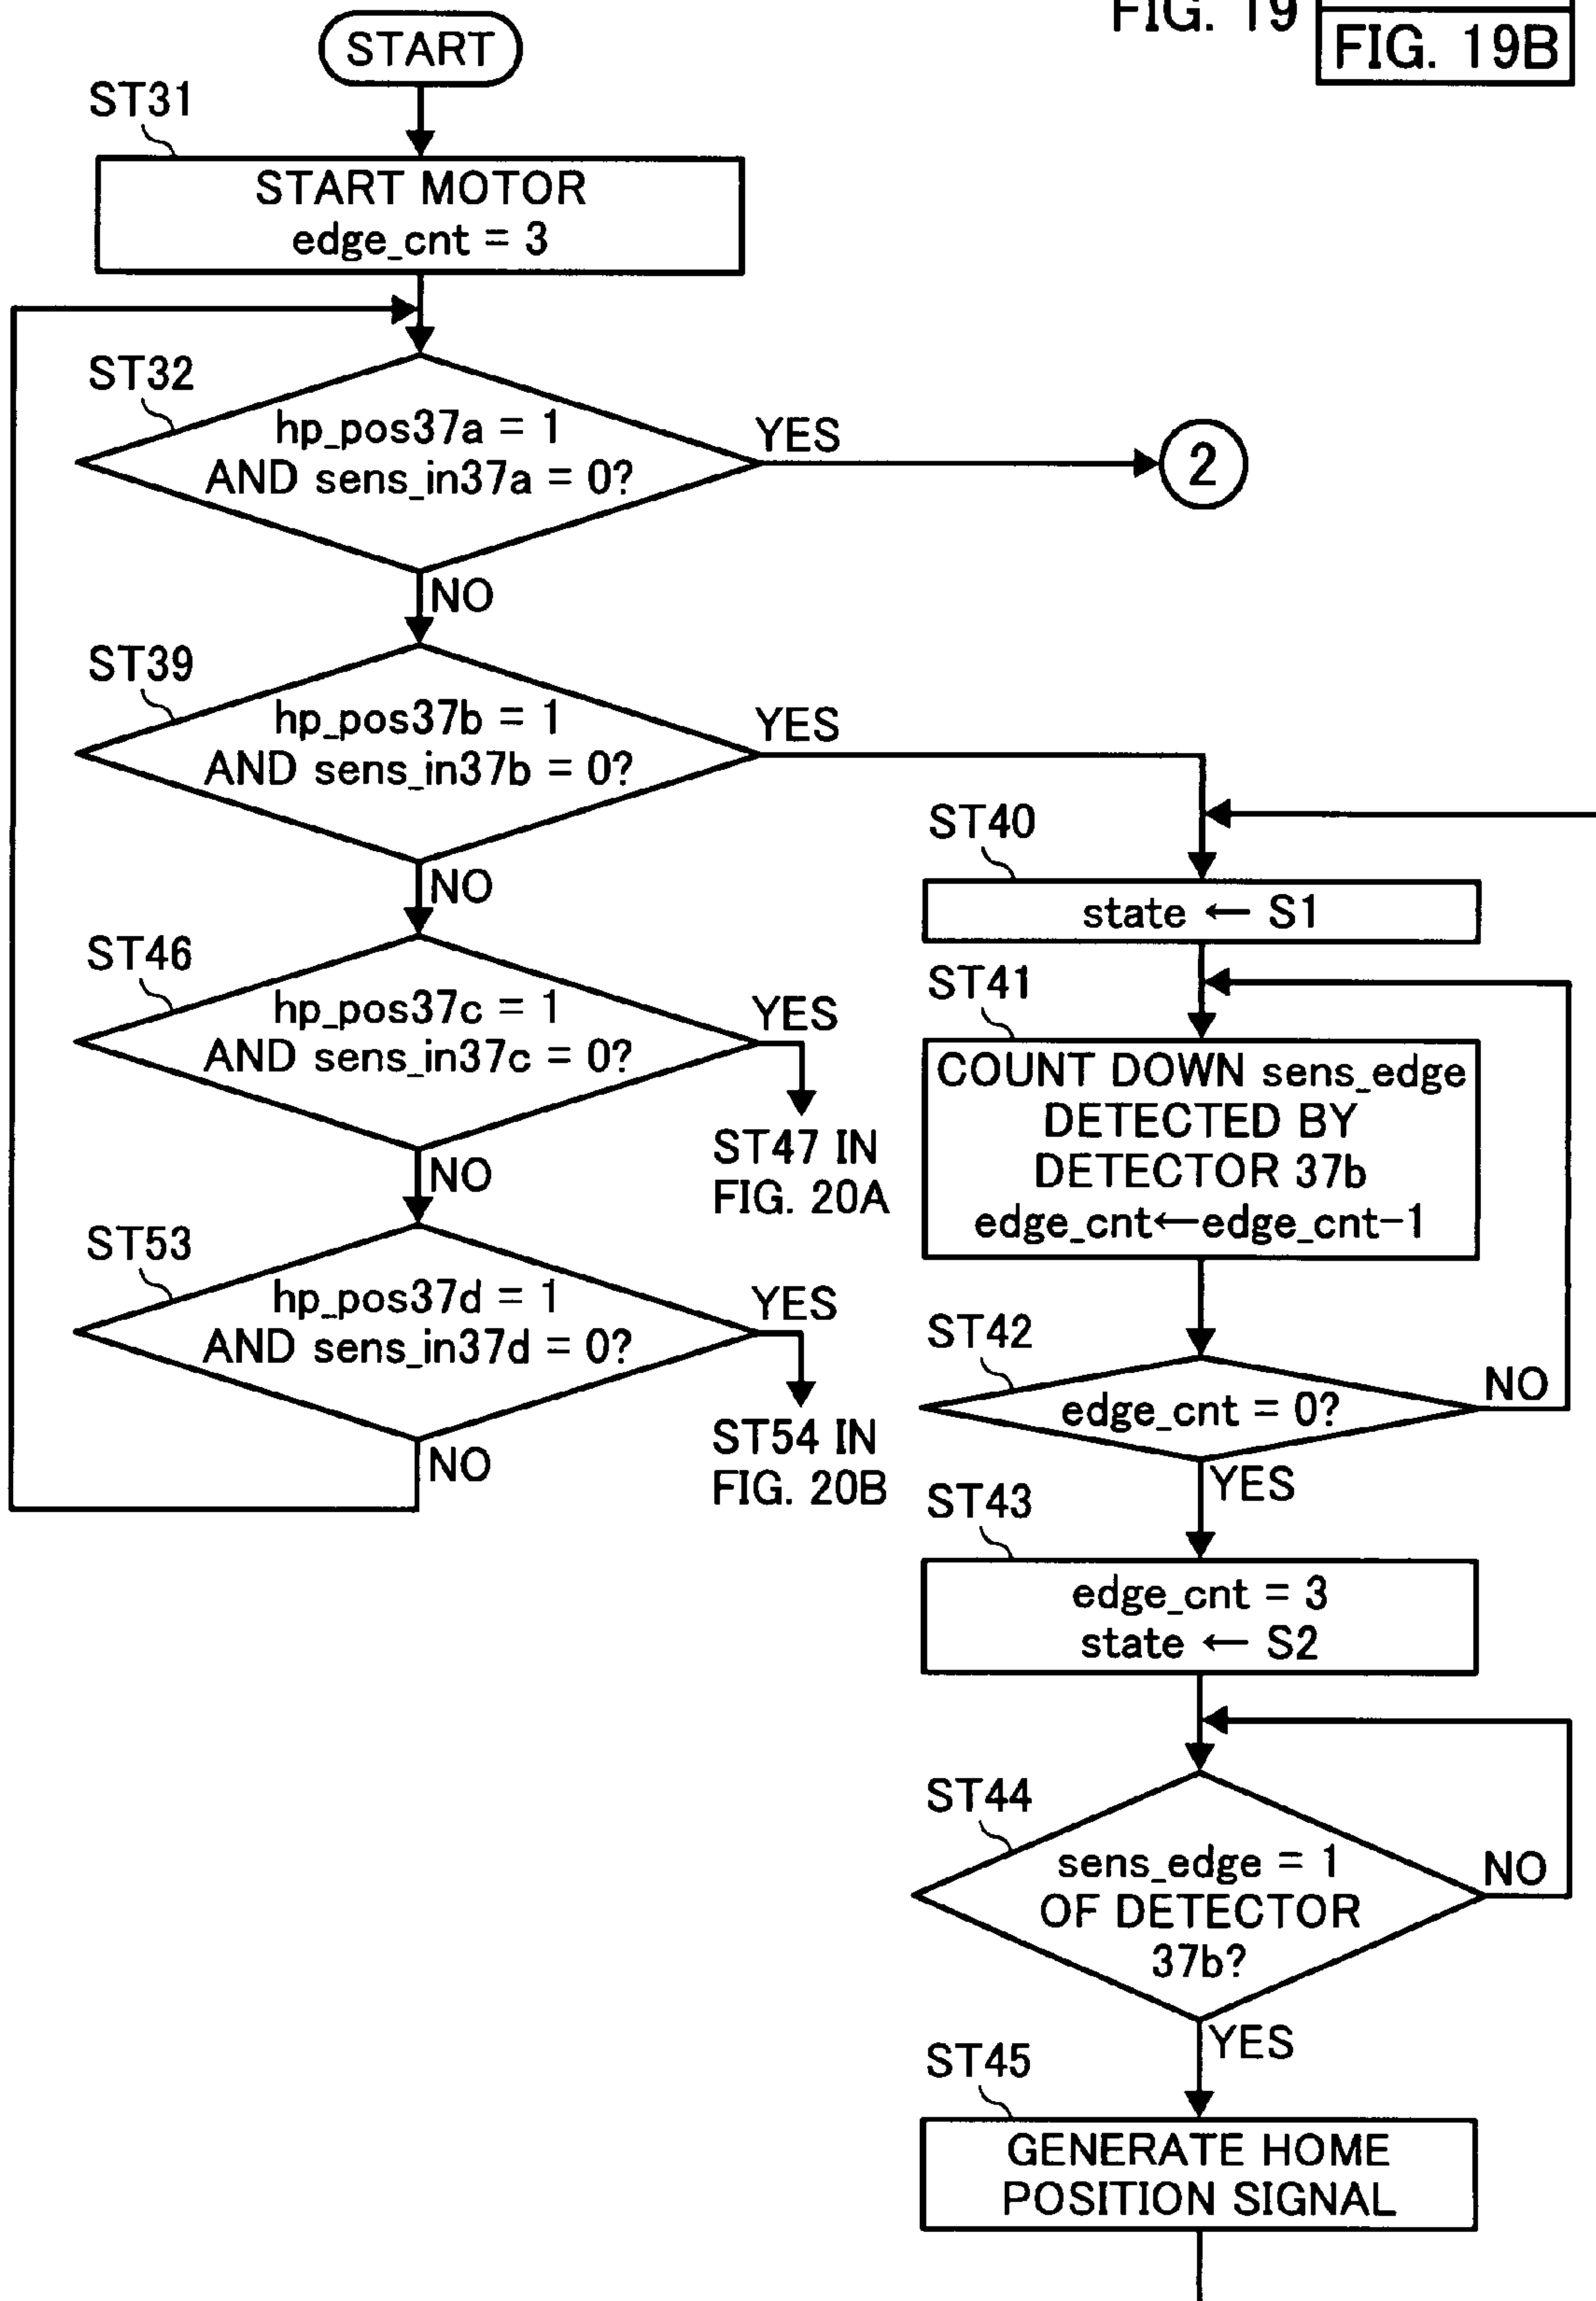 FIG. 19
FIG. 19B
START
ST31
START MOTOR
edge_cnt = 3
ST32
hp_pos37a = 1
AND sens_in37a = 0?
YES
2
NO
ST39
hp_pos37b = 1
AND sens_in37b = 0?
YES
NO
ST46
hp_pos37c = 1
AND sens_in37c = 0?
YES
ST47 IN
FIG. 20A
NO
ST53
hp_pos37d = 1
AND sens_in37d = 0?
YES
ST54 IN
FIG. 20B
NO
ST40
state ← S1
ST41
COUNT DOWN sens_edge
DETECTED BY
DETECTOR 37b
edge_cnt←edge_cnt-1
ST42
edge_cnt = 0?
NO
YES
ST43
edge_cnt = 3
state ← S2
ST44
sens_edge = 1
OF DETECTOR
37b?
NO
YES
ST45
GENERATE HOME
POSITION SIGNAL